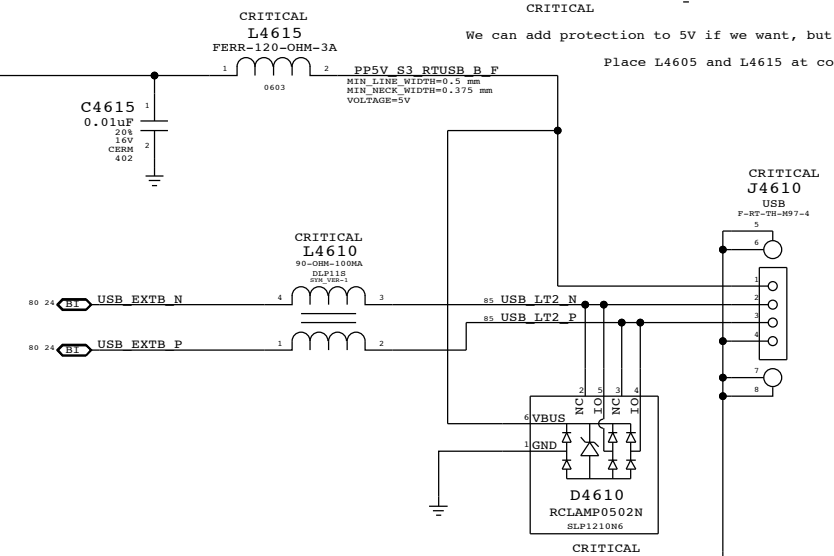 CRITICAL
L4615
FERR-120-OHM-3A
1
2
0603
PP5V_S3_RTUSB_B_F
MIN_LINE_WIDTH=0.5 mm
MIN_NECK_WIDTH=0.375 mm
VOLTAGE=5V
CRITICAL
We can add protection to 5V if we want, but
Place L4605 and L4615 at co
C4615
1
0.01uF
20%
16V
2
CERM
402
CRITICAL
J4610
USB
F-RT-TH-M97-4
5
6
1
2
3
4
7
8
CRITICAL
L4610
90-OHM-100MA
DLP11S
SYM_VER-1
80 24
BI
USB_EXTB_N
4
3
85 USB_LT2_N
85 USB_LT2_P
80 24
BI
USB_EXTB_P
1
2
2
5
3
4
NC
IO
NC
IO
6
VBUS
1
GND
D4610
RCLAMP0502N
SLP1210N6
CRITICAL